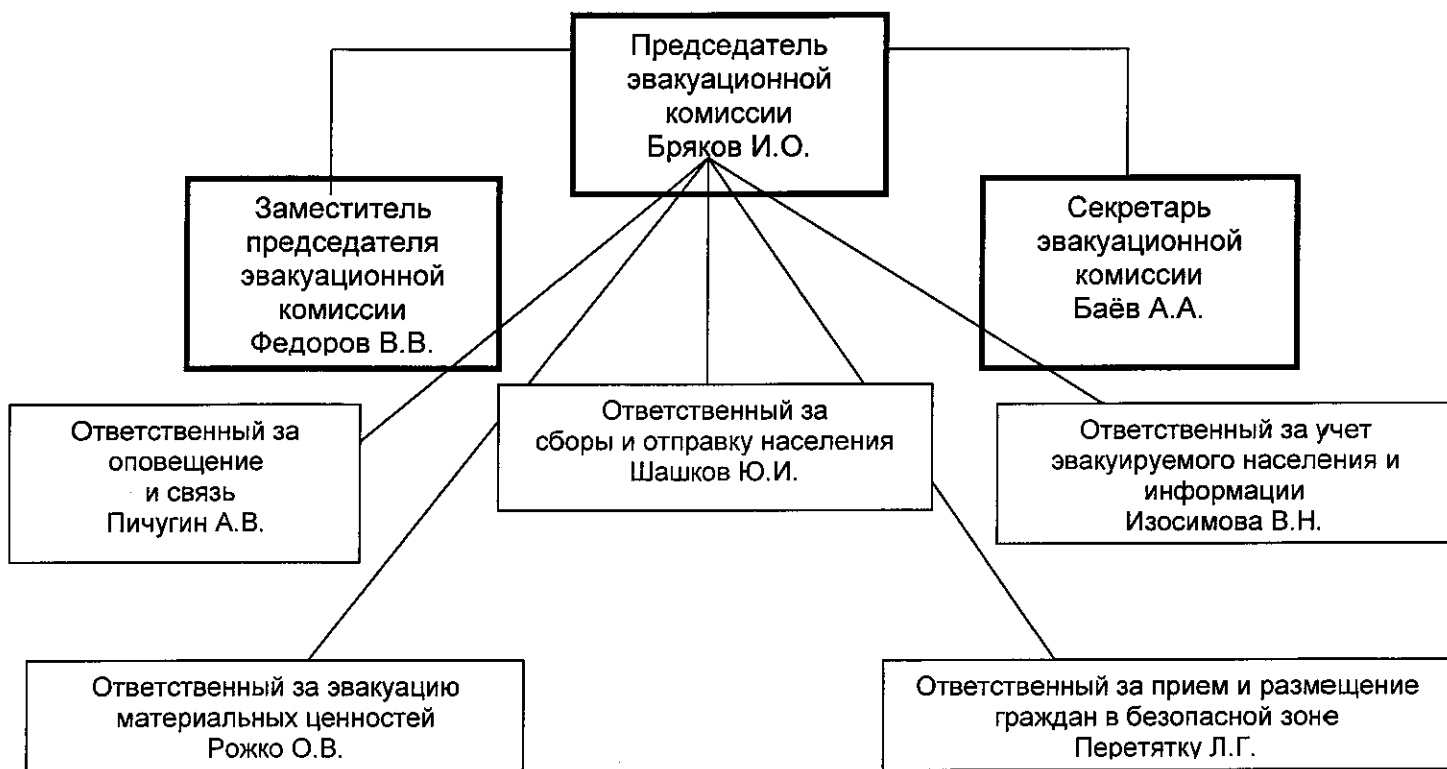 Председатель
эвакуационной
комиссии
Бряков И.О.
Заместитель
председателя
эвакуационной
комиссии
Федоров В.В.
Секретарь
эвакуационной
комиссии
Баёв А.А.
Ответственный за
оповещение
и связь
Пичугин А.В.
Ответственный за
сборы и отправку населения
Шашков Ю.И.
Ответственный за учет
эвакуируемого населения и
информации
Изосимова В.Н.
Ответственный за эвакуацию
материальных ценностей
Рожко О.В.
Ответственный за прием и размещение
граждан в безопасной зоне
Перетятку Л.Г.